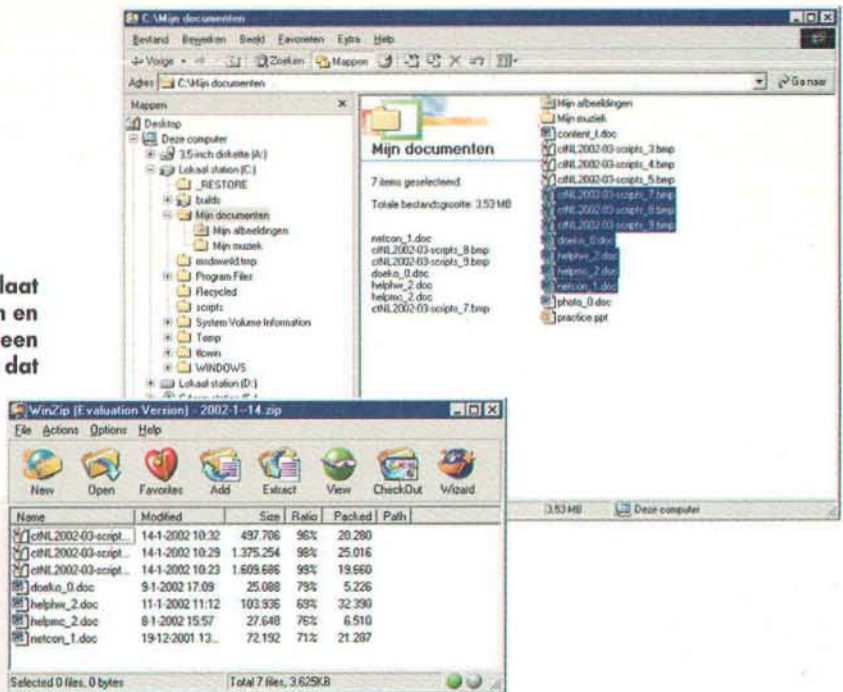 laat
n en
een
dat
C:\Mijn documenten
Bestand Bewerken Beeld Favorieten Extra Help
Vorige Zoeken Mappen
Adres C:\Mijn documenten Ga naar
Mappen
Desktop
Deze computer
3,5-inch diskette (A:)
Lokaal station (C:)
_RESTORE
builds
Mijn documenten
Mijn afbeeldingen
Mijn muziek
msdownld.tmp
Program Files
Recycled
scripts
System Volume Information
Temp
WINDOWS
Lokaal station (D:)
Mijn documenten
7 items geselecteerd.
Totale bestandsgrootte: 3.53 MB
netcon_1.doc
ctNL2002-03-scripts_8.bmp
ctNL2002-03-scripts_9.bmp
doeko_0.doc
helphw_2.doc
helpmc_2.doc
ctNL2002-03-scripts_7.bmp
Mijn afbeeldingen
Mijn muziek
content_t.doc
ctNL2002-03-scripts_3.bmp
ctNL2002-03-scripts_4.bmp
ctNL2002-03-scripts_5.bmp
ctNL2002-03-scripts_7.bmp
ctNL2002-03-scripts_8.bmp
ctNL2002-03-scripts_9.bmp
doeko_0.doc
helphw_2.doc
helpmc_2.doc
netcon_1.doc
photo_0.doc
practice.ppt
3.53 MB Deze computer
WinZip (Evaluation Version) - 2002-1--14.zip
File Actions Options Help
New Open Favorites Add Extract View CheckOut Wizard
Name Modified Size Ratio Packed Path
ctNL2002-03-script... 14-1-2002 10:32 497.706 96% 20.280
ctNL2002-03-script... 14-1-2002 10:29 1.375.254 98% 25.016
ctNL2002-03-script... 14-1-2002 10:23 1.609.686 99% 19.660
doeko_0.doc 9-1-2002 17:09 25.088 79% 5.226
helphw_2.doc 11-1-2002 11:12 103.936 69% 32.390
helpmc_2.doc 8-1-2002 15:57 27.648 76% 6.510
netcon_1.doc 19-12-2001 13... 72.192 71% 21.287
Selected 0 files, 0 bytes Total 7 files, 3.625KB